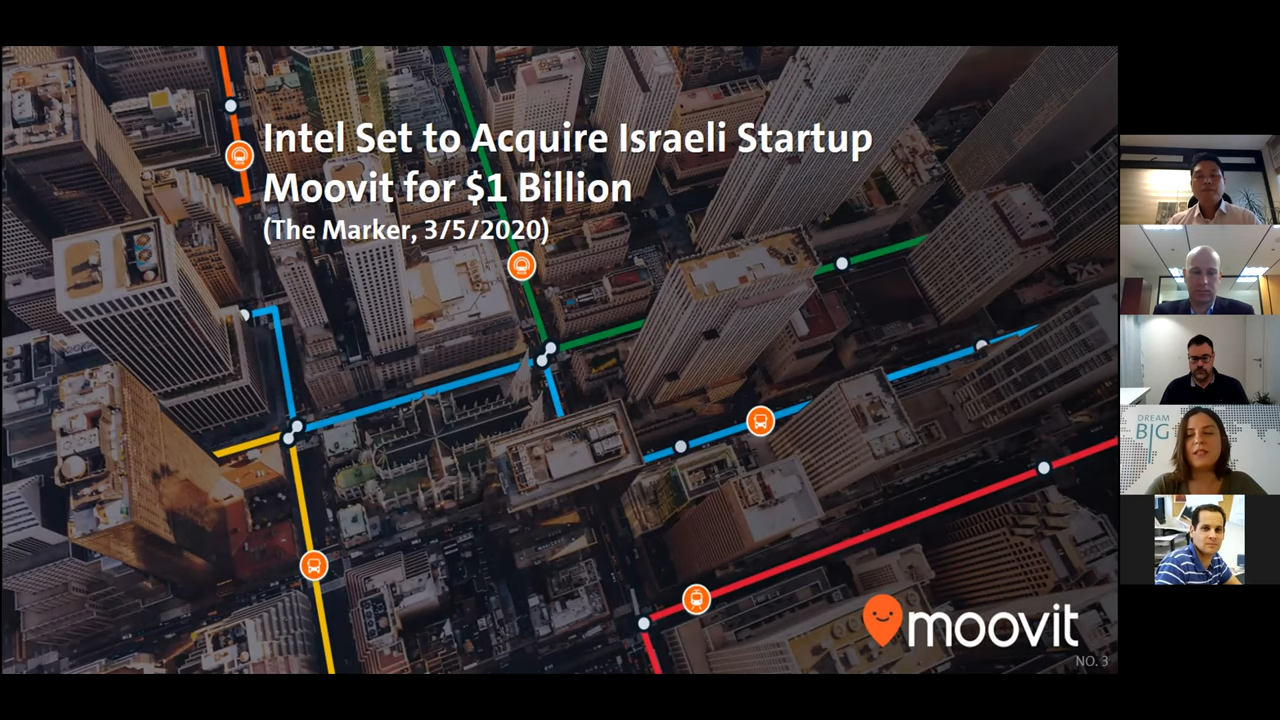 Intel Set to Acquire Israeli Startup
Moovit for $1 Billion
(The Marker, 3/5/2020)
moovit
NO. 3
DREAM
BIG